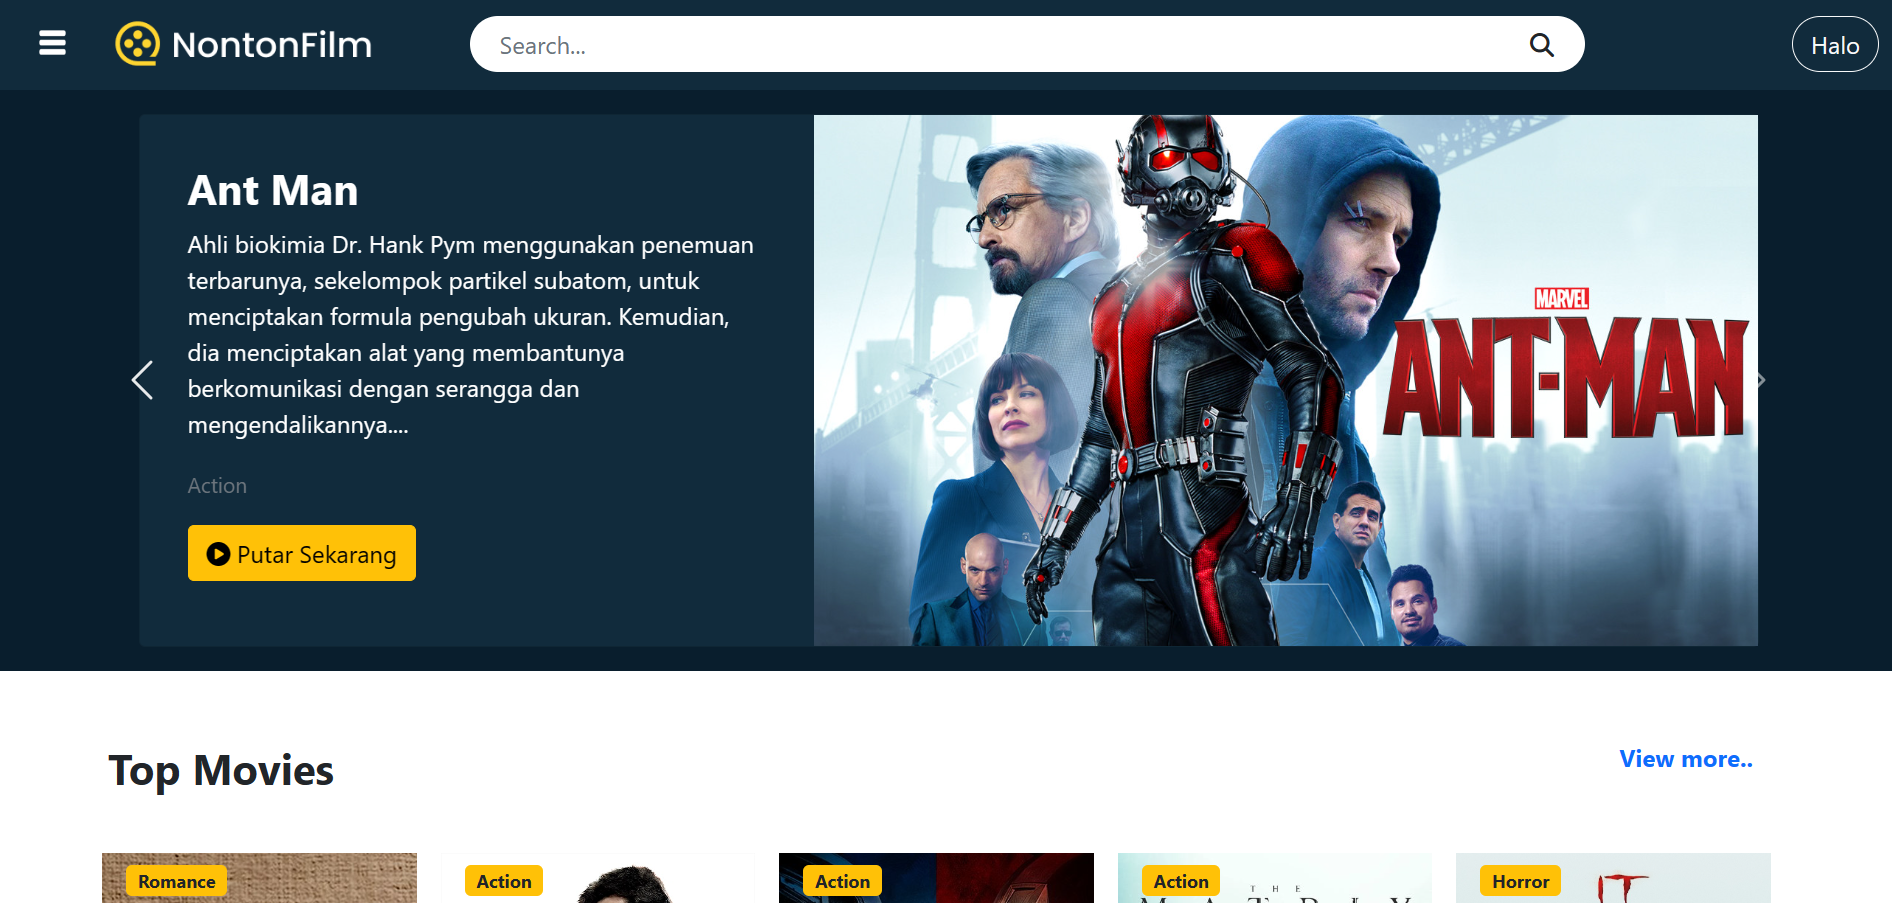 NontonFilm
Search...
Halo
Ant Man
Ahli biokimia Dr. Hank Pym menggunakan penemuan
terbarunya, sekelompok partikel subatom, untuk
menciptakan formula pengubah ukuran. Kemudian,
dia menciptakan alat yang membantunya
berkomunikasi dengan serangga dan
mengendalikannya....
Action
Putar Sekarang
MARVEL
ANT-MAN
Top Movies
View more..
Romance
Action
Action
Action
Horror
THE
IT